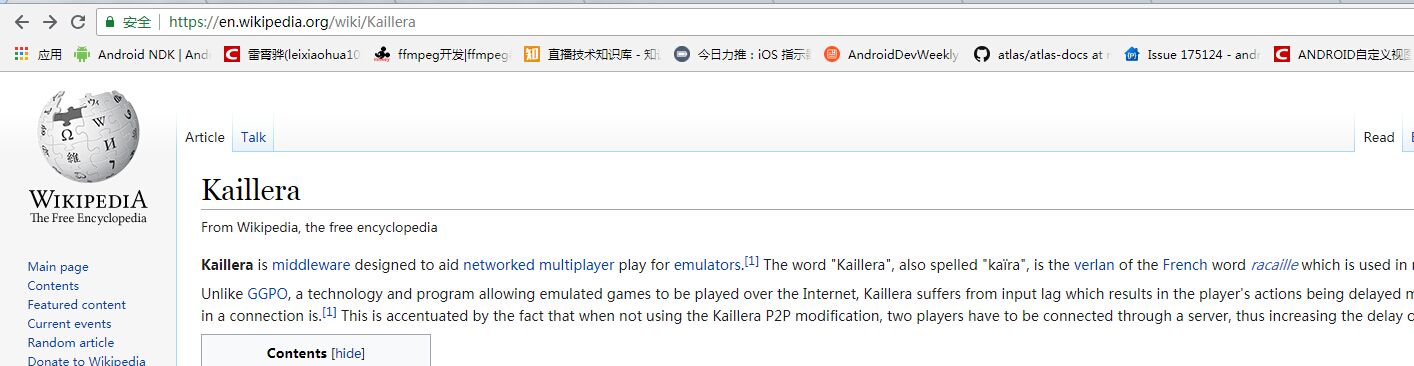 安全 https://en.wikipedia.org/wiki/Kaillera
应用 Android NDK | And 雷霄骅(leixiaohua10 ffmpeg开发|ffmpeg 知 直播技术知识库 - 知 今日力推：iOS 指示 AndroidDevWeekly atlas/atlas-docs at Issue 175124 - andr C ANDROID自定义视图
Article Talk Read
WIKIPEDIA
The Free Encyclopedia
Kaillera
From Wikipedia, the free encyclopedia
Main page
Contents
Featured content
Current events
Random article
Donate to Wikipedia
Kaillera is middleware designed to aid networked multiplayer play for emulators.[1] The word "Kaillera", also spelled "kaïra", is the verlan of the French word racaille which is used in
Unlike GGPO, a technology and program allowing emulated games to be played over the Internet, Kaillera suffers from input lag which results in the player's actions being delayed
in a connection is.[1] This is accentuated by the fact that when not using the Kaillera P2P modification, two players have to be connected through a server, thus increasing the delay
Contents [hide]